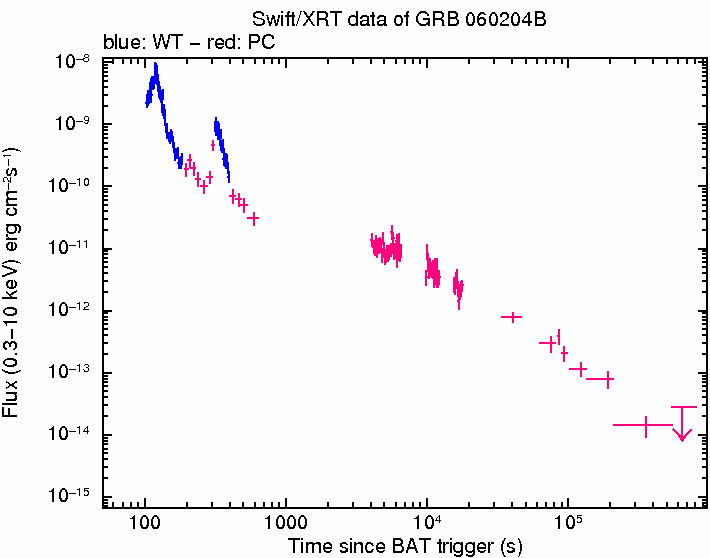 Swift/XRT data of GRB 060204B
blue: WT − red: PC
10⁻⁸
10⁻⁹
10⁻¹⁰
10⁻¹¹
10⁻¹²
10⁻¹³
10⁻¹⁴
10⁻¹⁵
Flux (0.3−10 keV) erg cm⁻²s⁻¹
100 1000 10⁴ 10⁵
Time since BAT trigger (s)